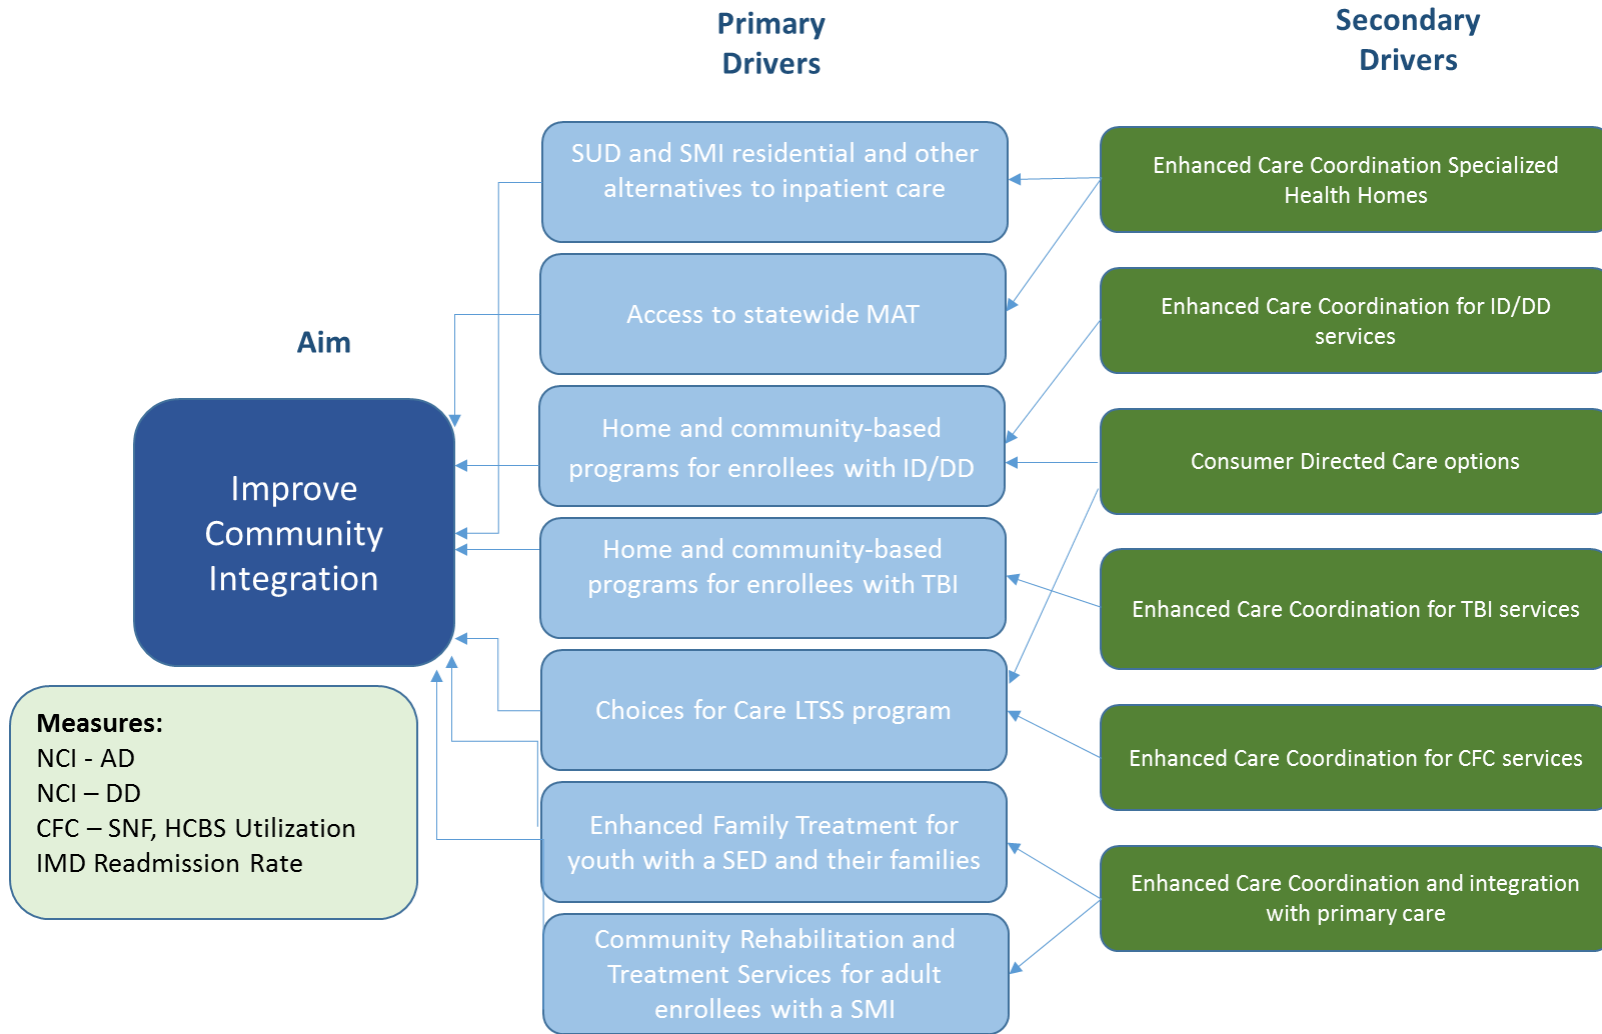 Primary
Drivers
Secondary
Drivers
Aim
Improve
Community
Integration
Measures:
NCI - AD
NCI – DD
CFC – SNF, HCBS Utilization
IMD Readmission Rate
SUD and SMI residential and other
alternatives to inpatient care
Access to statewide MAT
Home and community-based
programs for enrollees with ID/DD
Home and community-based
programs for enrollees with TBI
Choices for Care LTSS program
Enhanced Family Treatment for
youth with a SED and their families
Community Rehabilitation and
Treatment Services for adult
enrollees with a SMI
Enhanced Care Coordination Specialized
Health Homes
Enhanced Care Coordination for ID/DD
services
Consumer Directed Care options
Enhanced Care Coordination for TBI services
Enhanced Care Coordination for CFC services
Enhanced Care Coordination and integration
with primary care